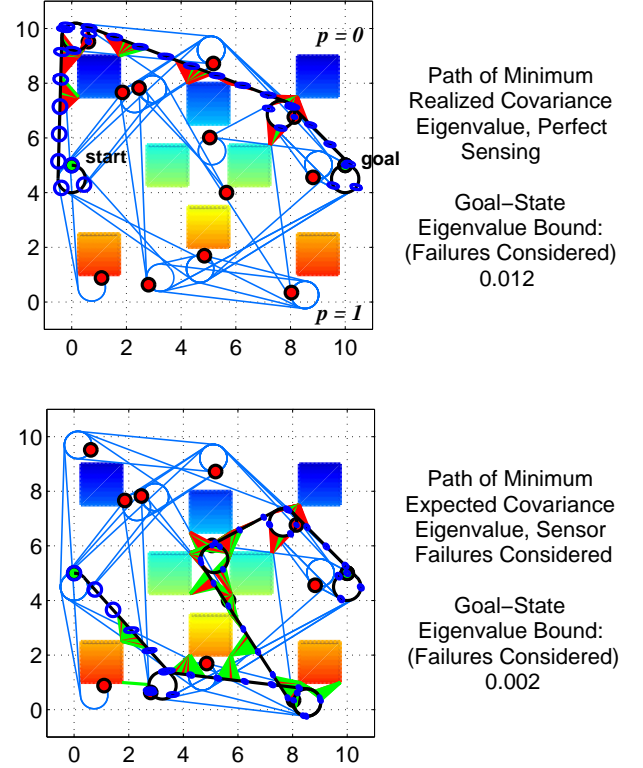 10
8
6
4
2
0
0 2 4 6 8 10
p = 0
start
goal
p = 1
Path of Minimum
Realized Covariance
Eigenvalue, Perfect
Sensing
Goal−State
Eigenvalue Bound:
(Failures Considered)
0.012
10
8
6
4
2
0
0 2 4 6 8 10
Path of Minimum
Expected Covariance
Eigenvalue, Sensor
Failures Considered
Goal−State
Eigenvalue Bound:
(Failures Considered)
0.002